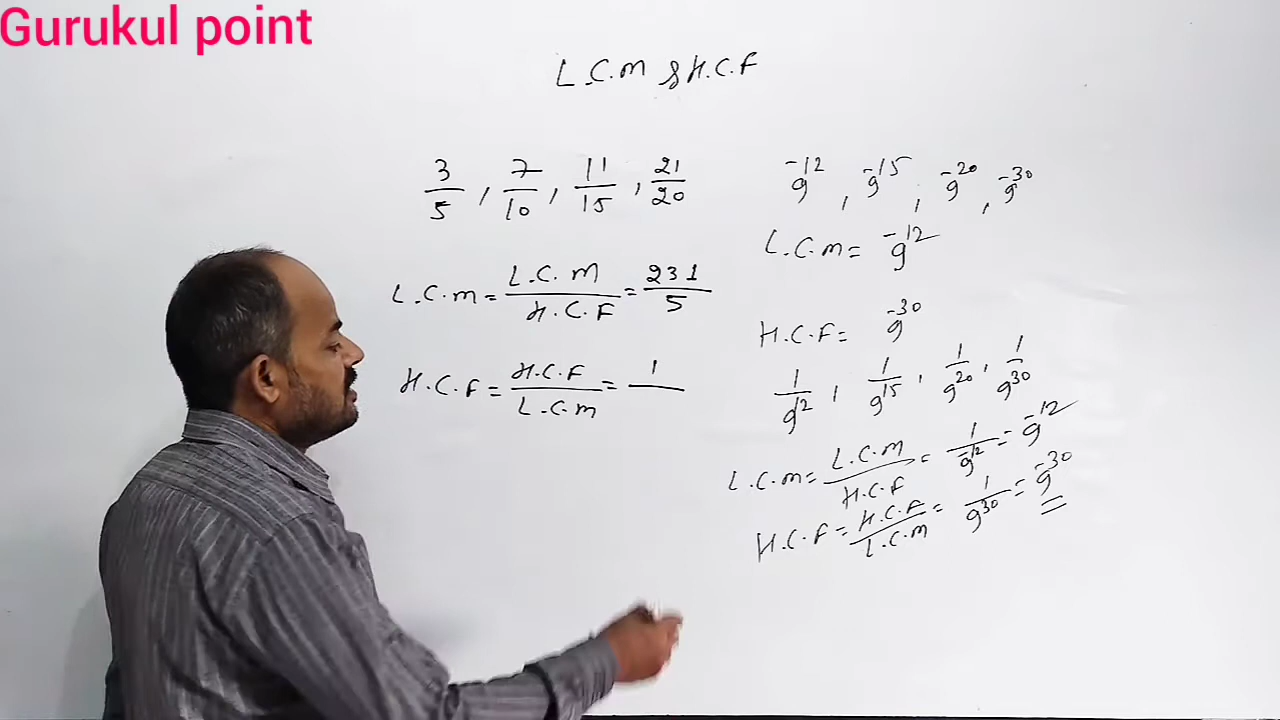 Gurukul point
L.C.M & H.C.F
3/5, 7/10, 11/15, 21/20
L.C.M = L.C.M/H.C.F = 231/5
H.C.F = H.C.F/L.C.M = 1/
9^-12, 9^-15, 9^-20, 9^-30
L.C.M = 9^-12
H.C.F = 9^-30
1/9^12, 1/9^15, 1/9^20, 1/9^30
L.C.M = L.C.M/H.C.F = 1/9^12 = 9^-12
H.C.F = H.C.F/L.C.M = 1/9^30 = 9^-30